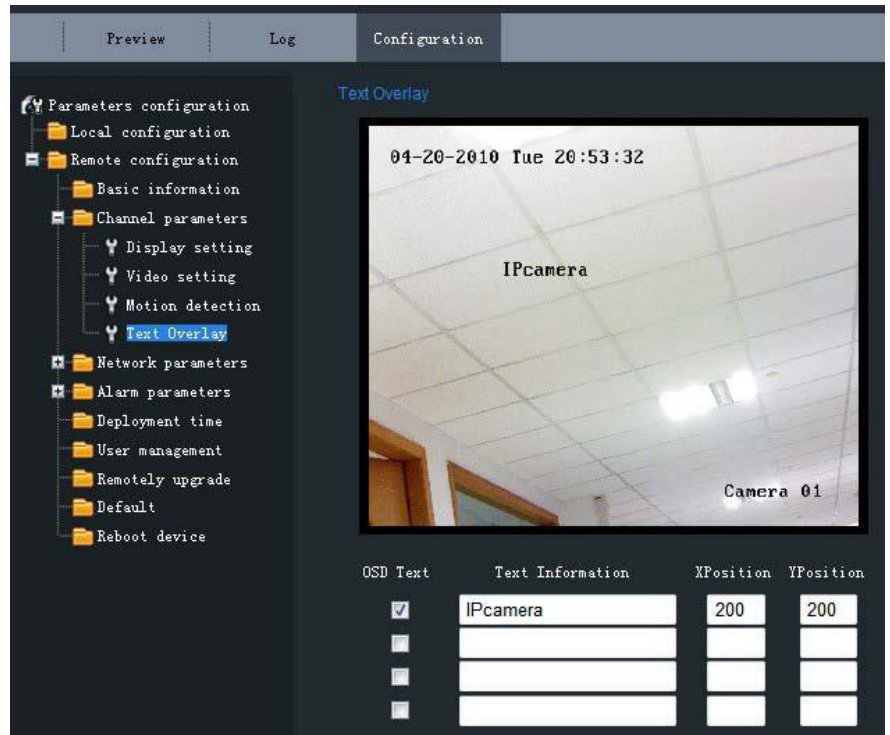 Preview Log Configuration
Parameters configuration
Local configuration
Remote configuration
Basic information
Channel parameters
Display setting
Video setting
Motion detection
Text Overlay
Network parameters
Alarm parameters
Deployment time
User management
Remotely upgrade
Default
Reboot device
Text Overlay
04-20-2010 Tue 20:53:32
IPcamera
Camera 01
OSD Text Text Information XPosition YPosition
IPcamera 200 200